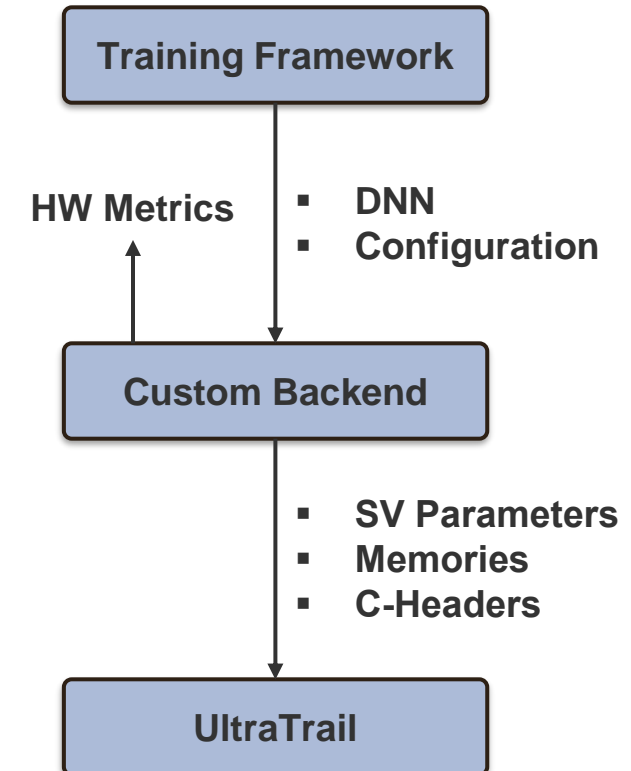 Training Framework
HW Metrics
▪ DNN
▪ Configuration
Custom Backend
▪ SV Parameters
▪ Memories
▪ C-Headers
UltraTrail